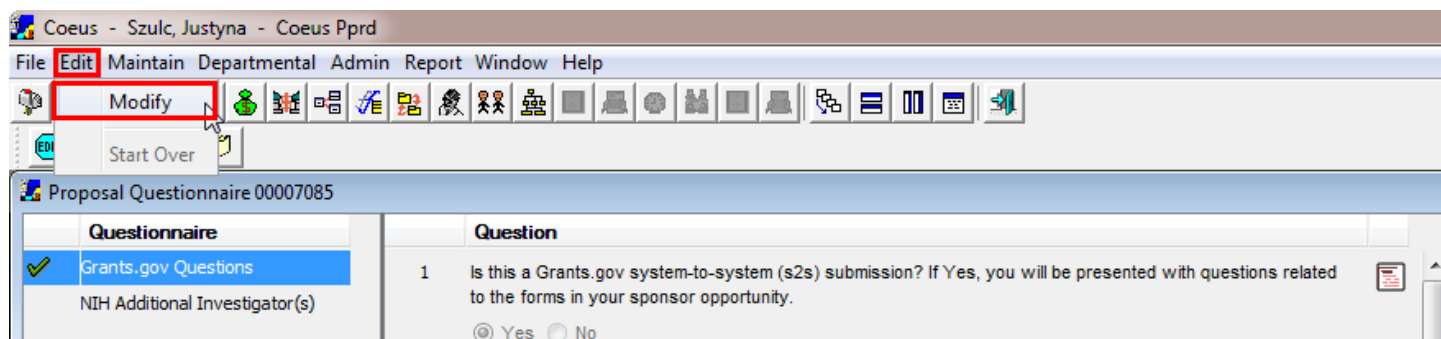 Coeus - Szulc, Justyna - Coeus Pprd
File Edit Maintain Departmental Admin Report Window Help
Modify
EDI
Start Over
Proposal Questionnaire 00007085
Questionnaire Question
Grants.gov Questions 1 Is this a Grants.gov system-to-system (s2s) submission? If Yes, you will be presented with questions related
NIH Additional Investigator(s) to the forms in your sponsor opportunity.
Yes No